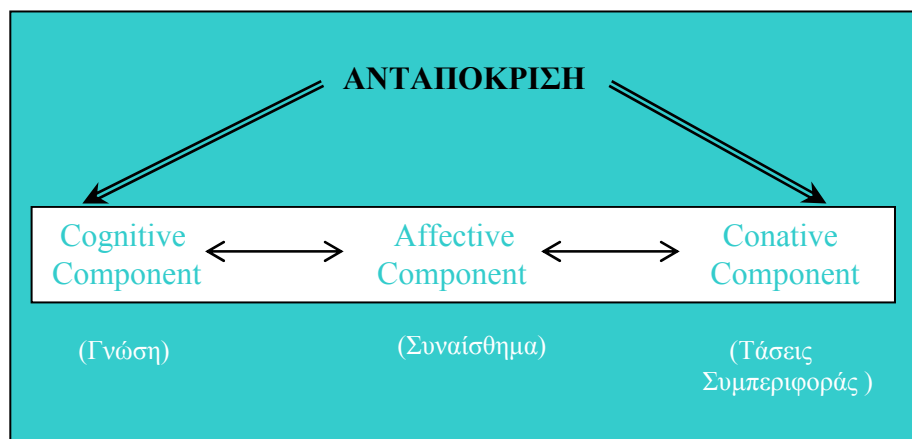 ΑΝΤΑΠΟΚΡΙΣΗ
Cognitive
Component
Affective
Component
Conative
Component
(Γνώση)
(Συναίσθημα)
(Τάσεις
Συμπεριφοράς )